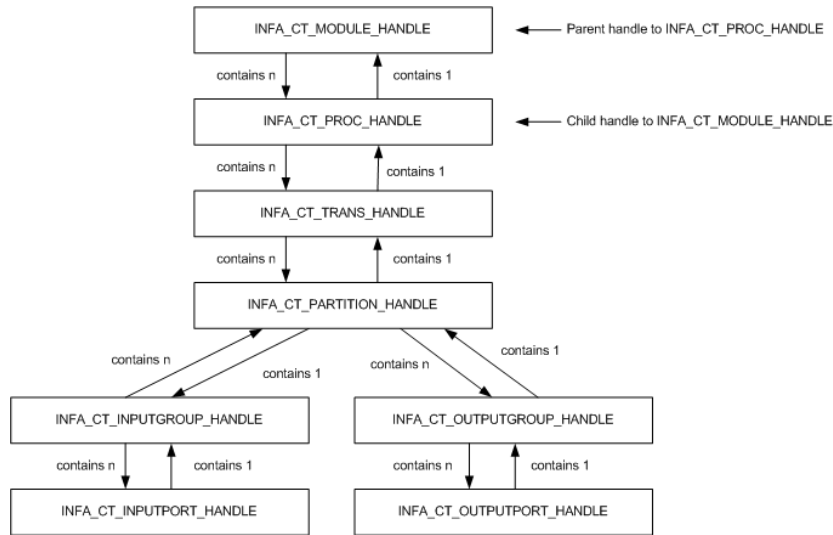 INFA_CT_MODULE_HANDLE
Parent handle to INFA_CT_PROC_HANDLE
contains n
contains 1
INFA_CT_PROC_HANDLE
Child handle to INFA_CT_MODULE_HANDLE
contains n
contains 1
INFA_CT_TRANS_HANDLE
contains n
contains 1
INFA_CT_PARTITION_HANDLE
contains n
contains 1
contains n
contains 1
INFA_CT_INPUTGROUP_HANDLE
INFA_CT_OUTPUTGROUP_HANDLE
contains n
contains 1
contains n
contains 1
INFA_CT_INPUTPORT_HANDLE
INFA_CT_OUTPUTPORT_HANDLE